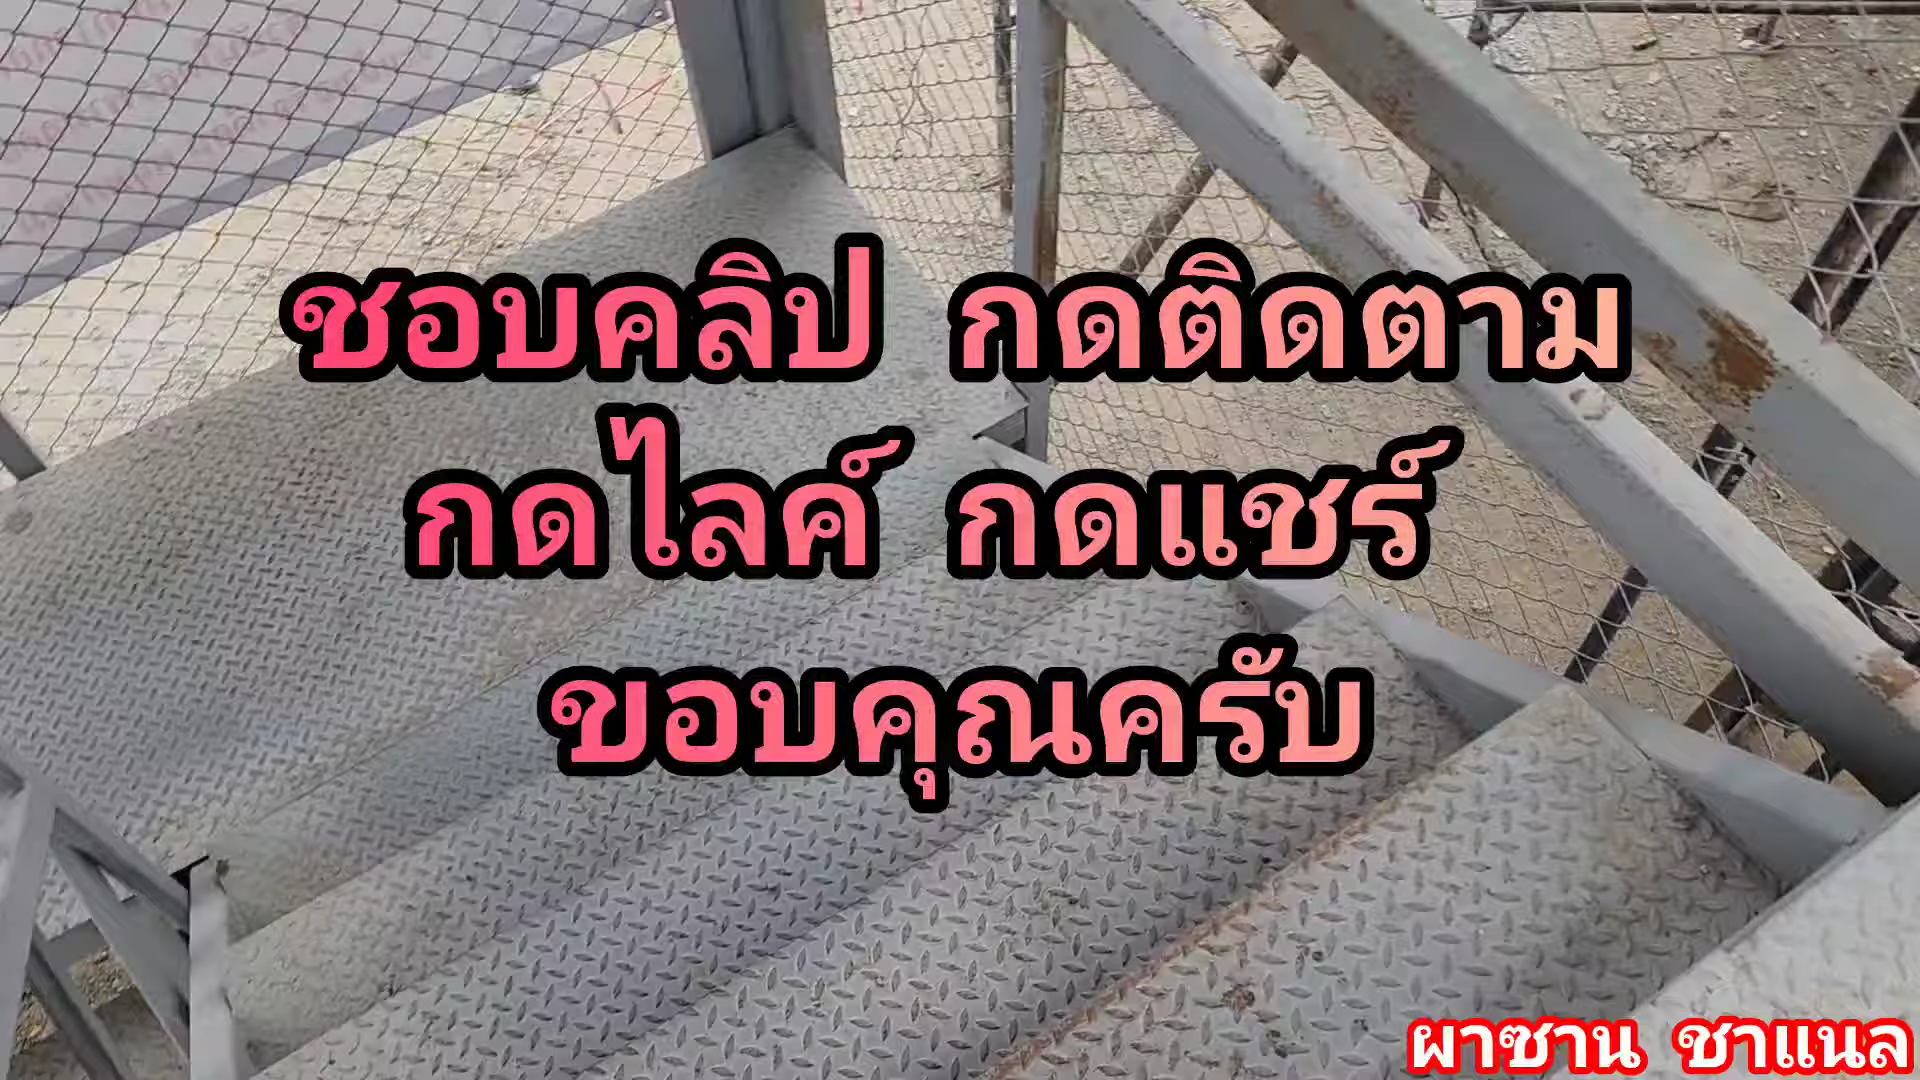 ชอบคลิป กดติดตาม
กดไลค์ กดแชร์
ขอบคุณครับ
ผาซาน ชาแนล